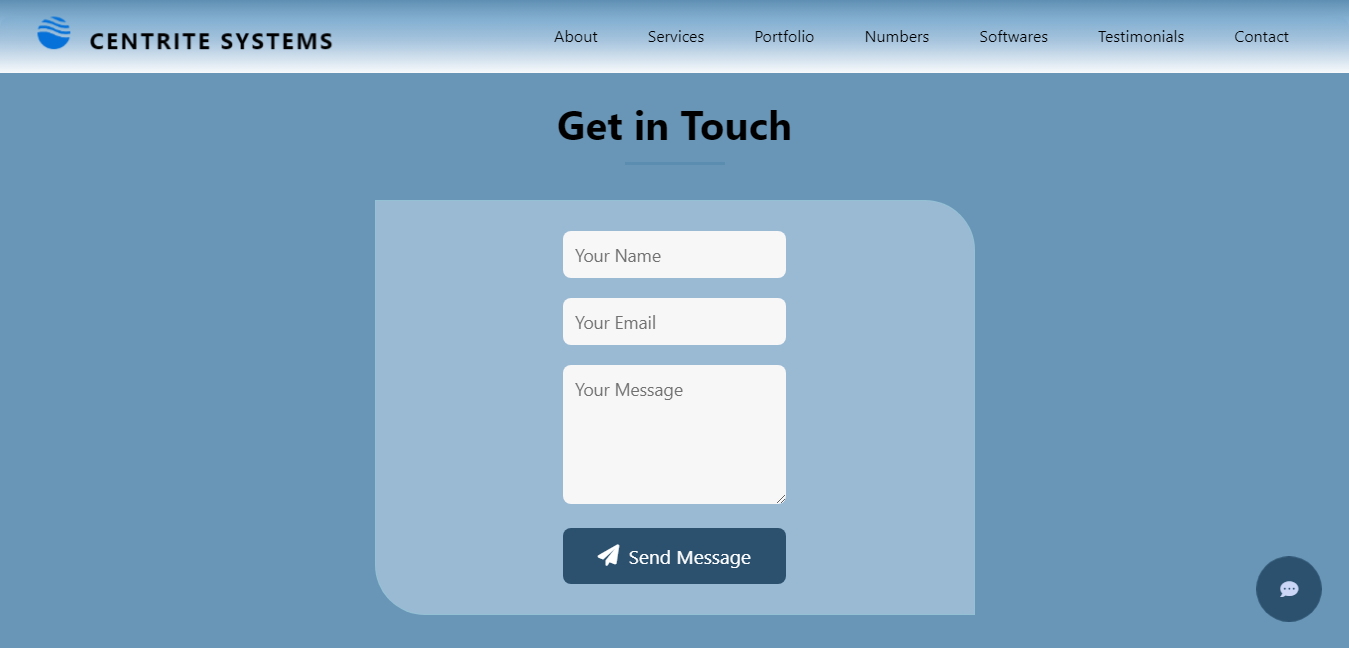 CENTRITE SYSTEMS
About Services Portfolio Numbers Softwares Testimonials Contact
Get in Touch
Your Name
Your Email
Your Message
Send Message